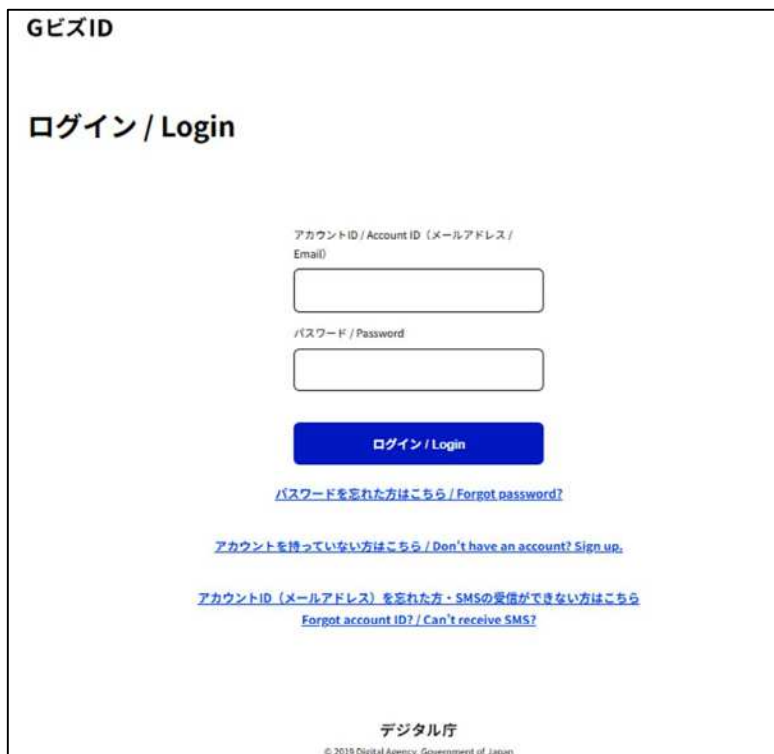 GビズID
ログイン / Login
アカウントID / Account ID（メールアドレス /
Email）
パスワード / Password
ログイン / Login
パスワードを忘れた方はこちら / Forgot password?
アカウントを持っていない方はこちら / Don't have an account? Sign up.
アカウントID（メールアドレス）を忘れた方・SMSの受信ができない方はこちら
Forgot account ID? / Can't receive SMS?
デジタル庁
© 2019 Digital Agency, Government of Japan